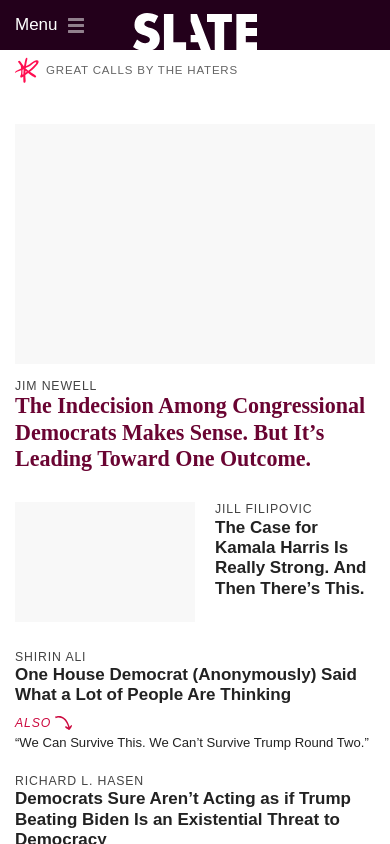 Menu
SLATE
GREAT CALLS BY THE HATERS
JIM NEWELL
The Indecision Among Congressional
Democrats Makes Sense. But It’s
Leading Toward One Outcome.
JILL FILIPOVIC
The Case for
Kamala Harris Is
Really Strong. And
Then There’s This.
SHIRIN ALI
One House Democrat (Anonymously) Said
What a Lot of People Are Thinking
ALSO
“We Can Survive This. We Can’t Survive Trump Round Two.”
RICHARD L. HASEN
Democrats Sure Aren’t Acting as if Trump
Beating Biden Is an Existential Threat to
Democracy